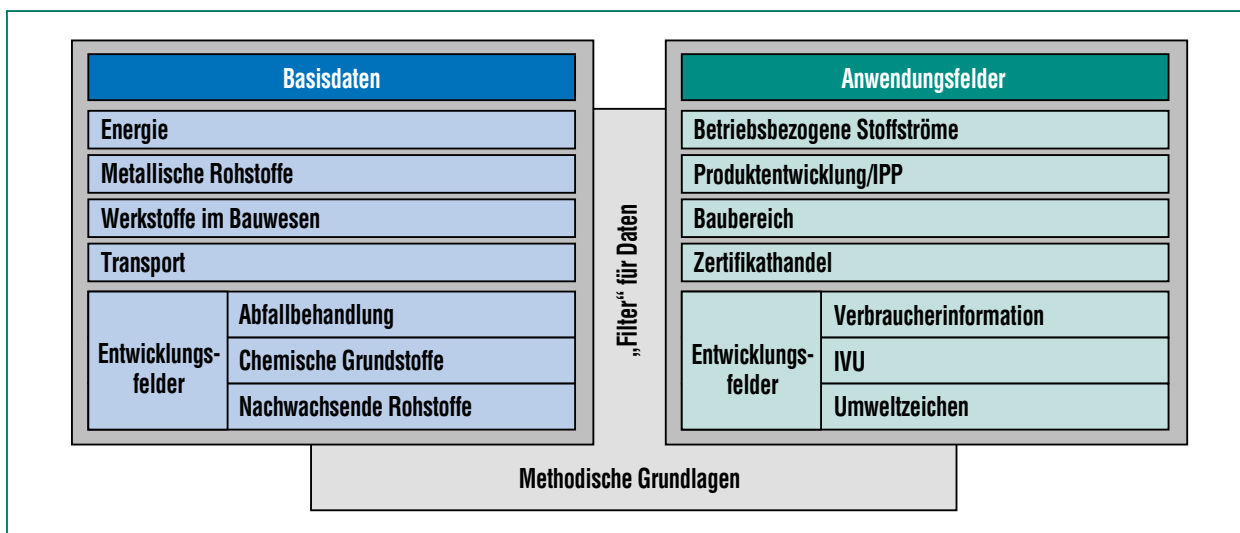 Basisdaten
Energie
Metallische Rohstoffe
Werkstoffe im Bauwesen
Transport
Entwicklungs-
felder
Abfallbehandlung
Chemische Grundstoffe
Nachwachsende Rohstoffe
„Filter“ für Daten
Anwendungsfelder
Betriebsbezogene Stoffströme
Produktentwicklung/IPP
Baubereich
Zertifikathandel
Entwicklungs-
felder
Verbraucherinformation
IVU
Umweltzeichen
Methodische Grundlagen